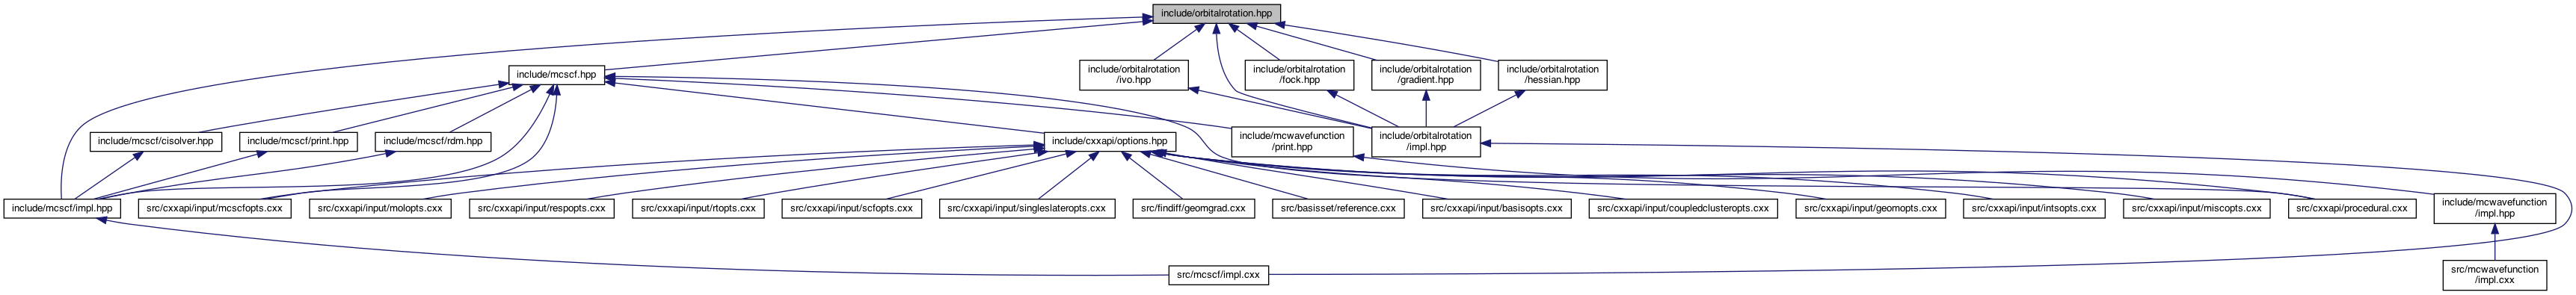 include/orbitalrotation.hpp
include/mcscf.hpp
include/orbitalrotation
/ivo.hpp
include/orbitalrotation
/fock.hpp
include/orbitalrotation
/gradient.hpp
include/orbitalrotation
/hessian.hpp
include/mcscf/cisolver.hpp
include/mcscf/print.hpp
include/mcscf/rdm.hpp
include/cxxapi/options.hpp
include/mcwavefunction
/print.hpp
include/orbitalrotation
/impl.hpp
include/mcscf/impl.hpp
src/cxxapi/input/mcscfopts.cxx
src/cxxapi/input/molopts.cxx
src/cxxapi/input/respopts.cxx
src/cxxapi/input/rtopts.cxx
src/cxxapi/input/scfopts.cxx
src/cxxapi/input/singleslateropts.cxx
src/findiff/geomgrad.cxx
src/basisset/reference.cxx
src/cxxapi/input/basisopts.cxx
src/cxxapi/input/coupledclusteropts.cxx
src/cxxapi/input/geomopts.cxx
src/cxxapi/input/intsopts.cxx
src/cxxapi/input/miscopts.cxx
src/cxxapi/procedural.cxx
include/mcwavefunction
/impl.hpp
src/mcscf/impl.cxx
src/mcwavefunction
/impl.cxx